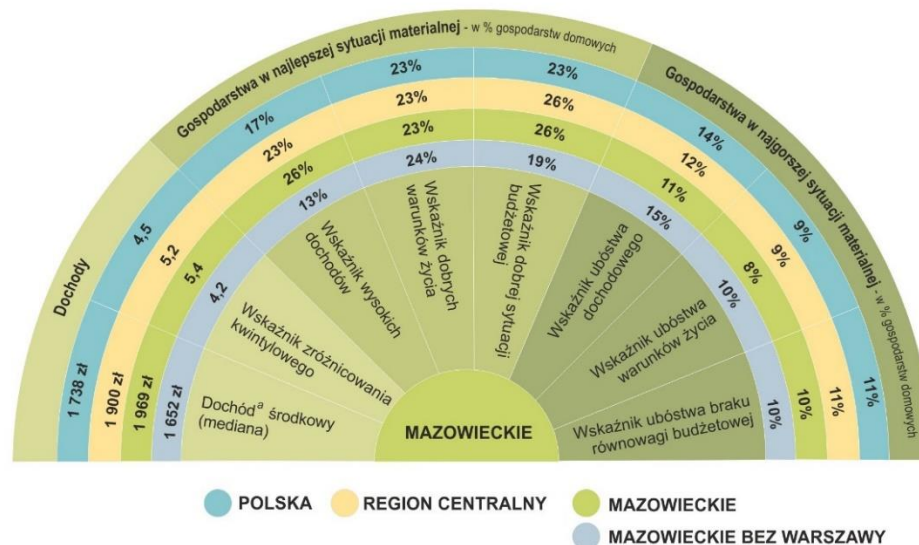 Dochody
Gospodarstwa w najlepszej sytuacji materialnej - w % gospodarstw domowych
Gospodarstwa w najgorszej sytuacji materialnej - w % gospodarstw domowych
1 738 zł
4,5
17%
23%
23%
14%
9%
11%
1 900 zł
5,2
23%
23%
26%
12%
9%
11%
1 969 zł
5,4
26%
23%
26%
11%
8%
10%
1 652 zł
4,2
13%
24%
19%
15%
10%
10%
Dochódᵃ środkowy
(mediana)
Wskaźnik zróżnicowania
kwintylowego
Wskaźnik wysokich
dochodów
Wskaźnik dobrych
warunków życia
Wskaźnik dobrej sytuacji
budżetowej
Wskaźnik ubóstwa
dochodowego
Wskaźnik ubóstwa
warunków życia
Wskaźnik ubóstwa braku
równowagi budżetowej
MAZOWIECKIE
POLSKA
REGION CENTRALNY
MAZOWIECKIE
MAZOWIECKIE BEZ WARSZAWY